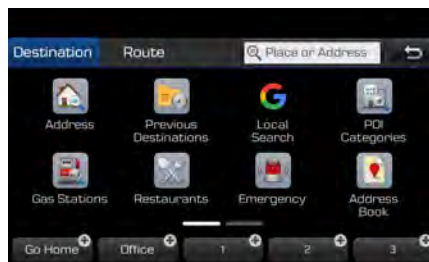 Destination Route Place or Address
Address Previous Destinations Local Search POI Categories
Gas Stations Restaurants Emergency Address Book
Go Home Office 1 2 3